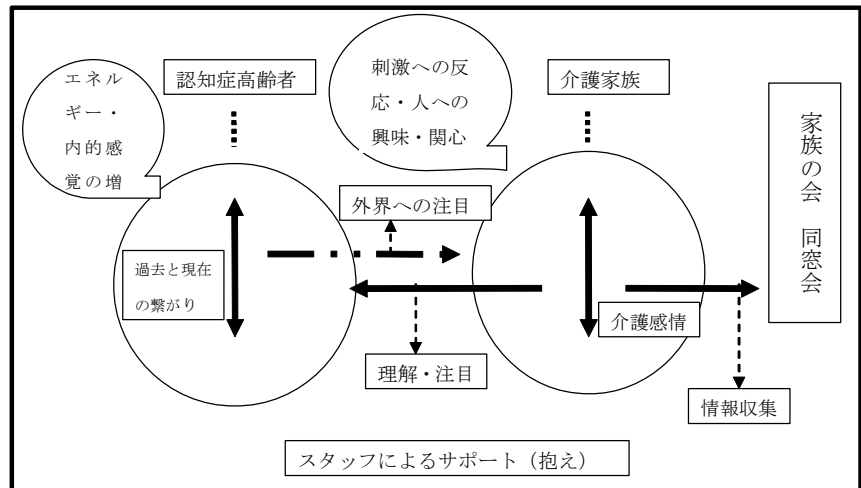 エネル
ギー・
内的感
覚の増
認知症高齢者
刺激への反
応・人への
興味・関心
介護家族
家族の会　同窓会
外界への注目
過去と現在
の繋がり
介護感情
理解・注目
情報収集
スタッフによるサポート（抱え）